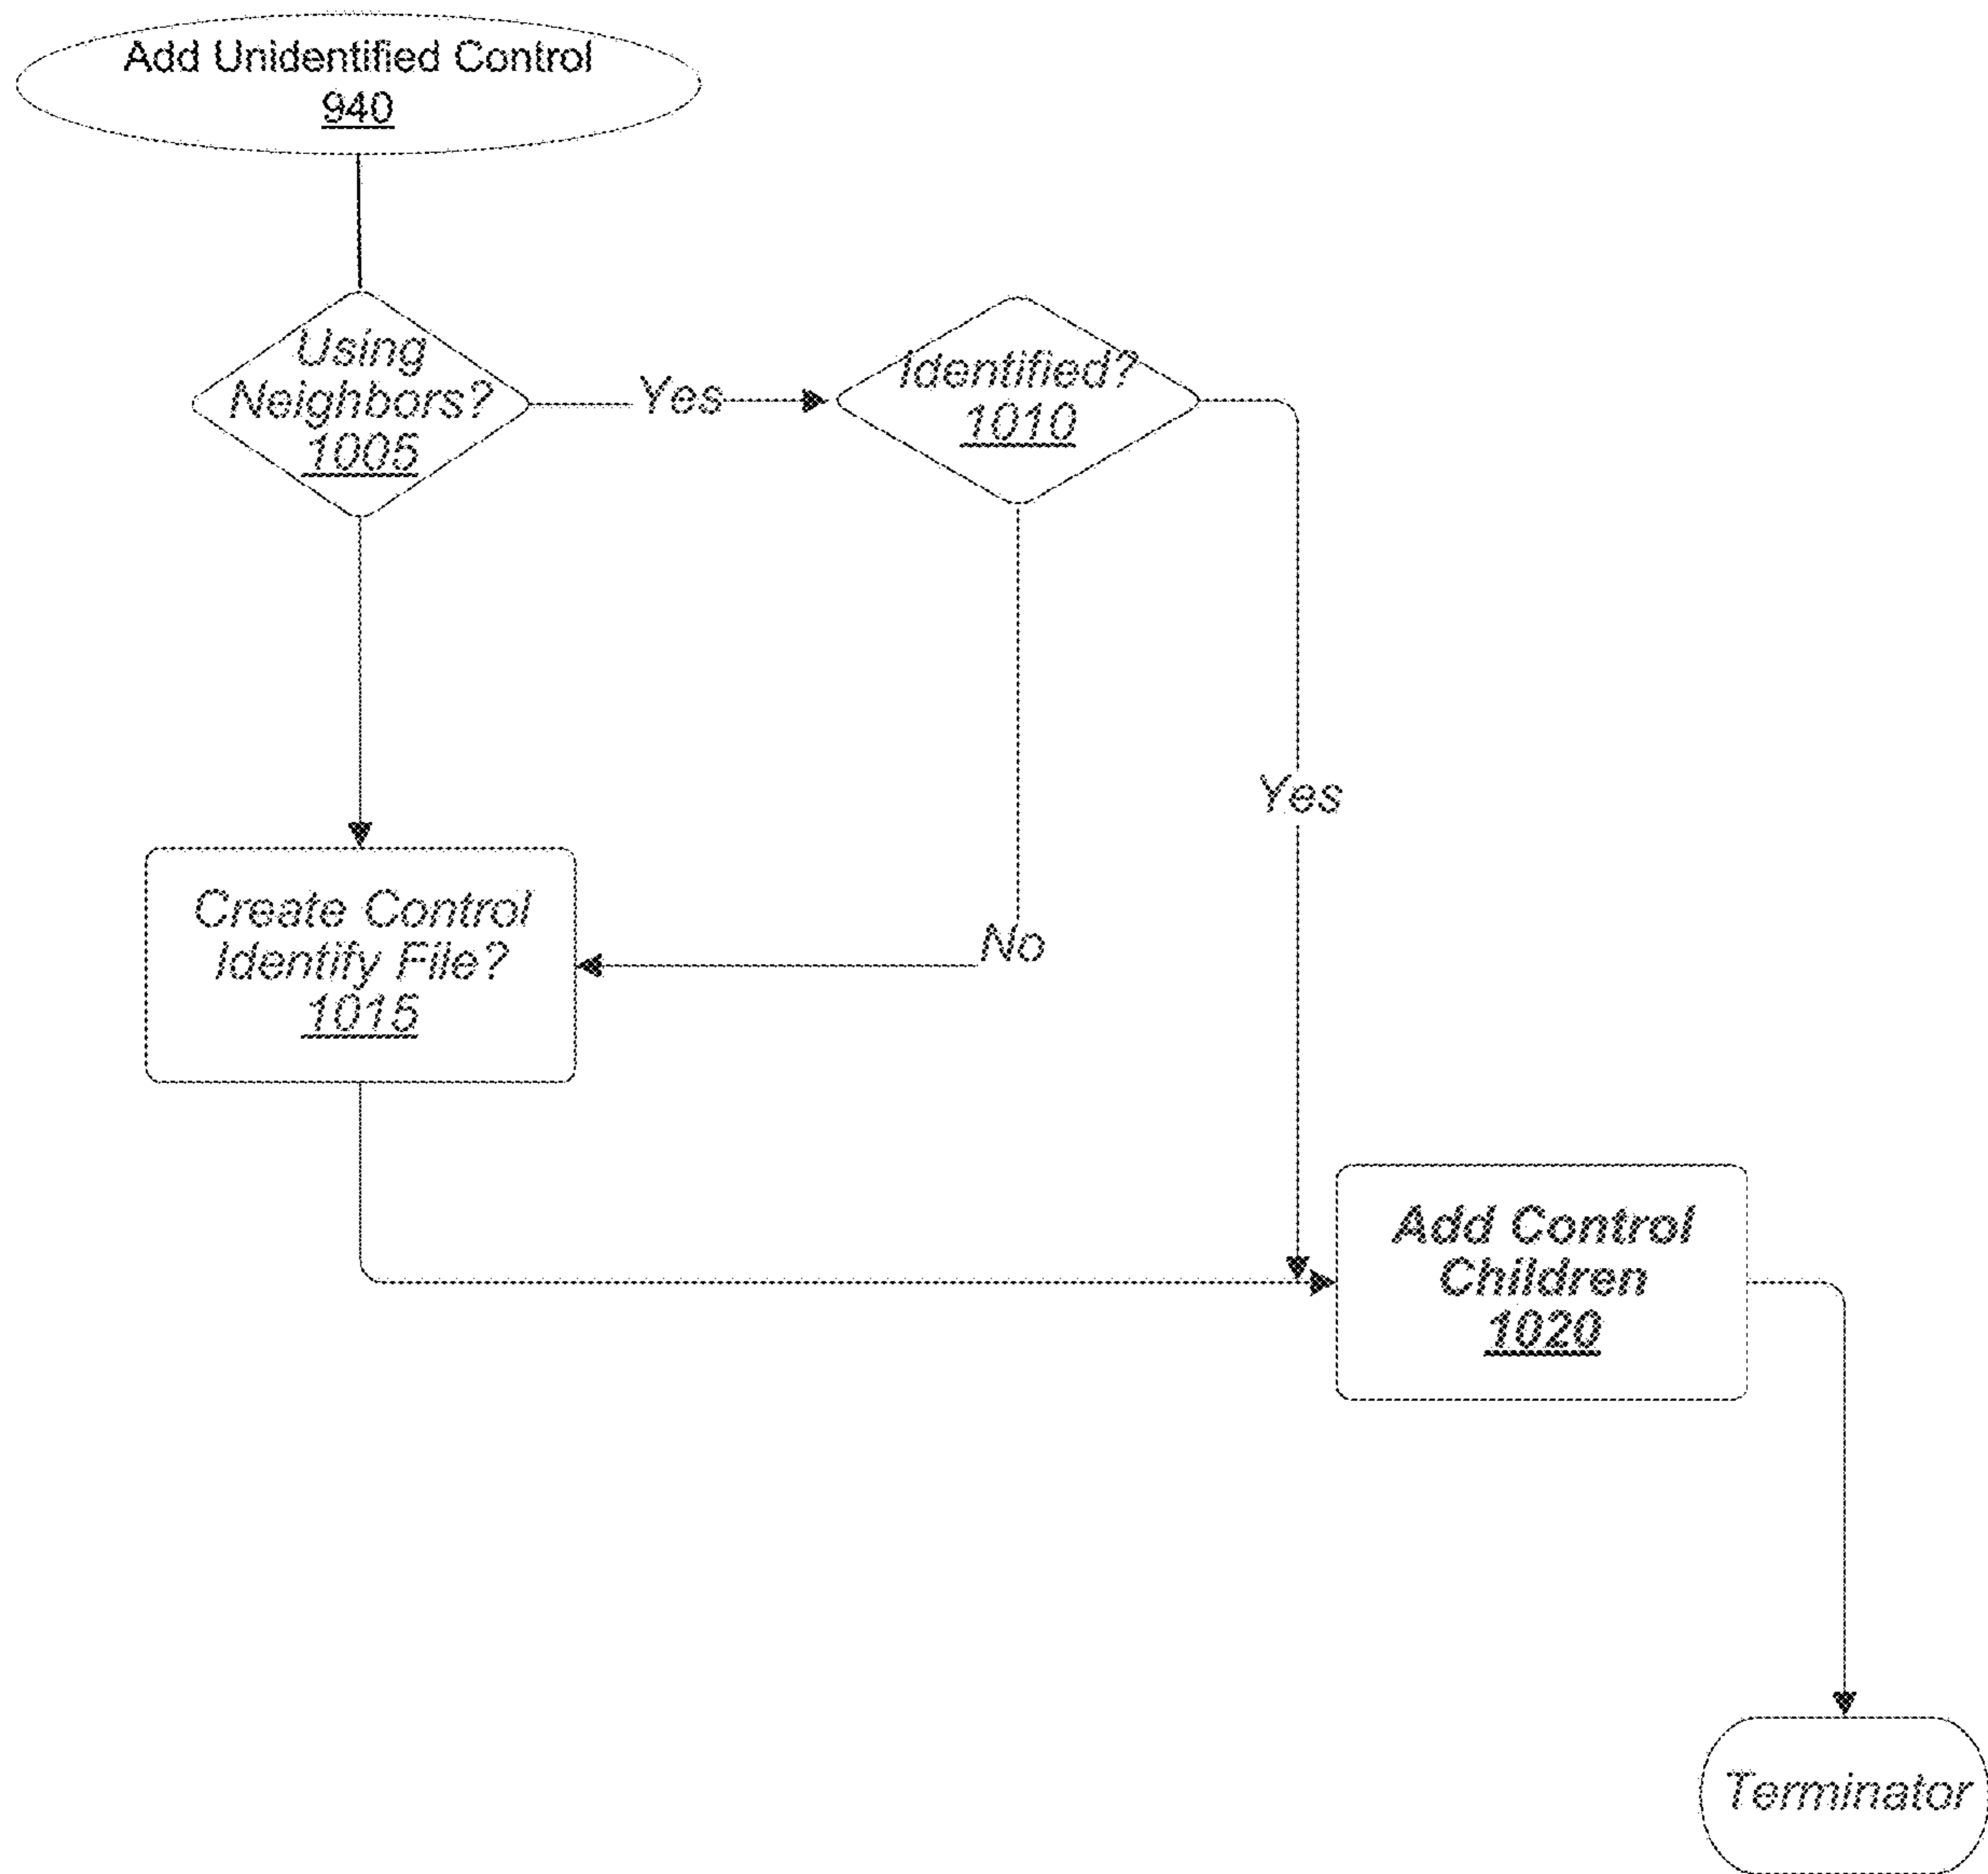 Add Unidentified Control
940
Using
Neighbors?
1005
Yes
Identified?
1010
Yes
Create Control
Identify File?
1015
No
Add Control
Children
1020
Terminator